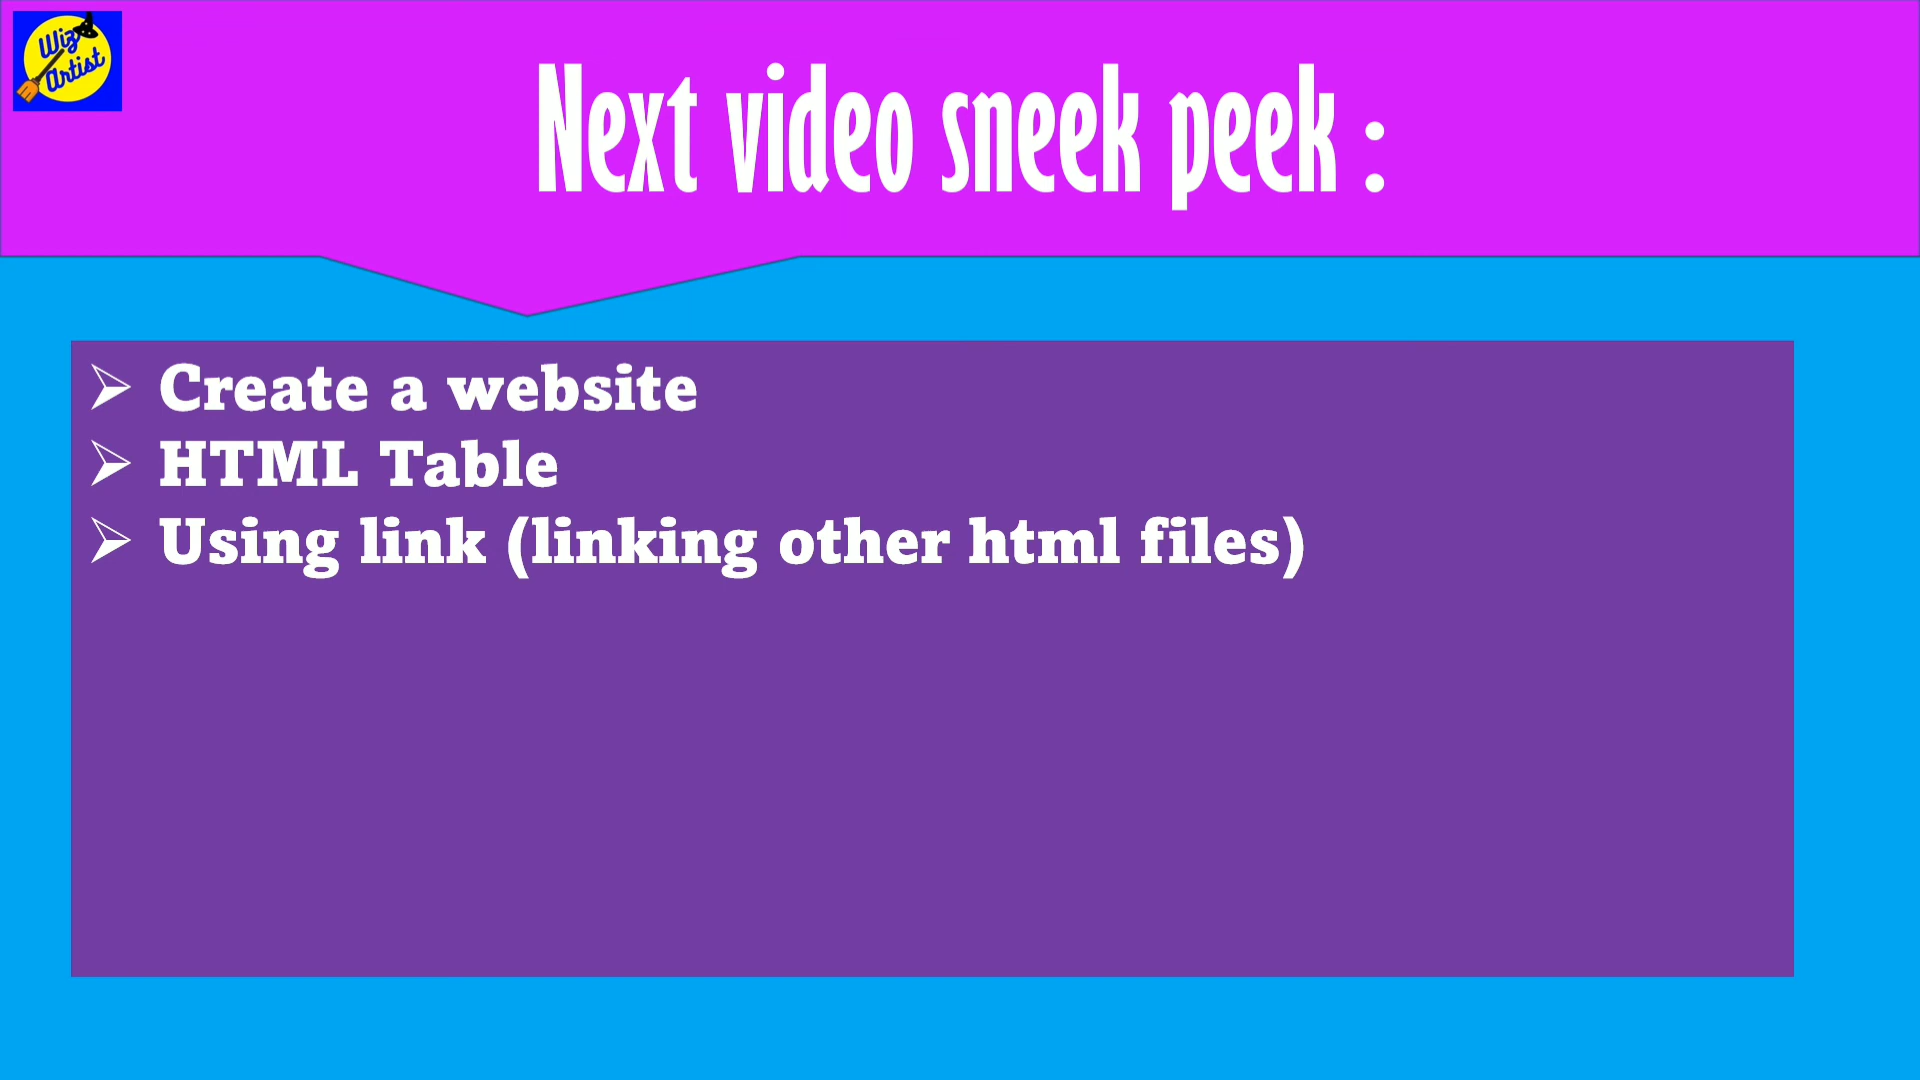 Wiz
Artist
Next video sneek peek :
Create a website
HTML Table
Using link (linking other html files)